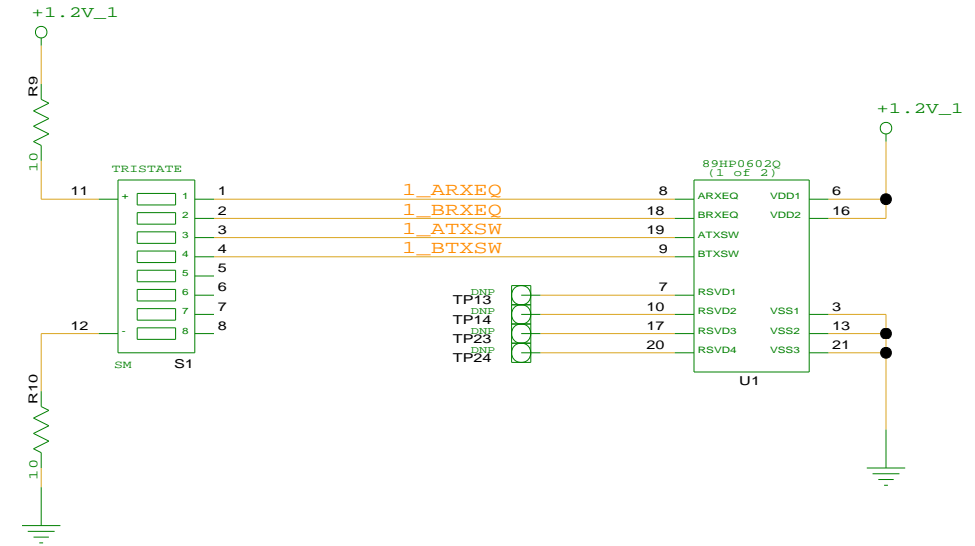 +1.2V_1
R9
10
TRISTATE
11
+
1
2
3
4
5
6
7
8
12
-
1
2
3
4
5
6
7
8
SM
S1
R10
10
1_ARXEQ
1_BRXEQ
1_ATXSW
1_BTXSW
DNP
TP13
DNP
TP14
DNP
TP23
DNP
TP24
89HP0602Q
(1 of 2)
8 ARXEQ VDD1 6
18 BRXEQ VDD2 16
19 ATXSW
9 BTXSW
7 RSVD1
10 RSVD2 VSS1 3
17 RSVD3 VSS2 13
20 RSVD4 VSS3 21
U1
+1.2V_1